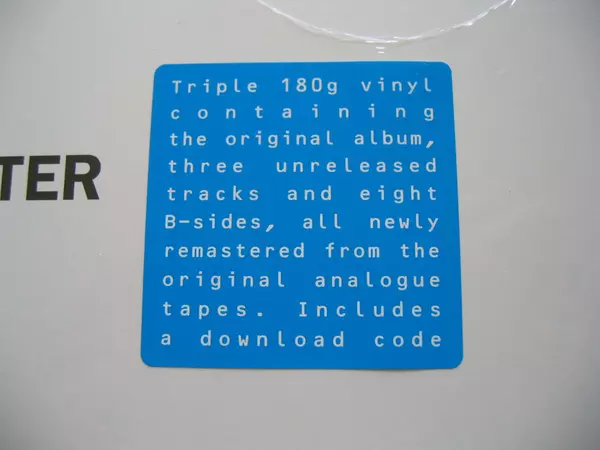 TER
Triple 180g vinyl
containing
the original album,
three unreleased
tracks and eight
B-sides, all newly
remastered from the
original analogue
tapes. Includes
a download code